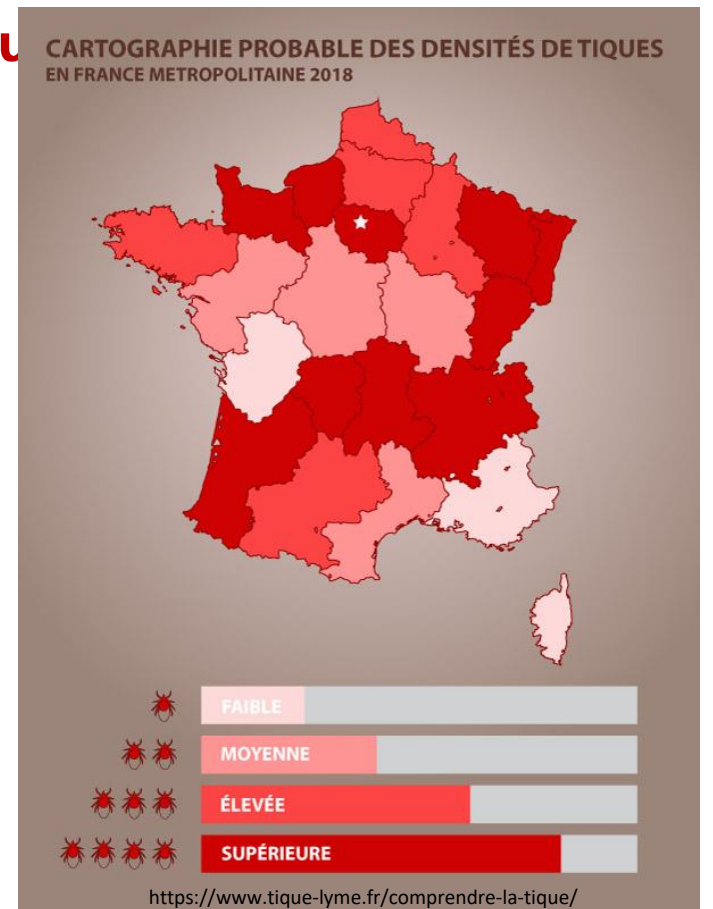 CARTOGRAPHIE PROBABLE DES DENSITÉS DE TIQUES
EN FRANCE METROPOLITAINE 2018
FAIBLE
MOYENNE
ÉLEVÉE
SUPÉRIEURE
https://www.tique-lyme.fr/comprendre-la-tique/